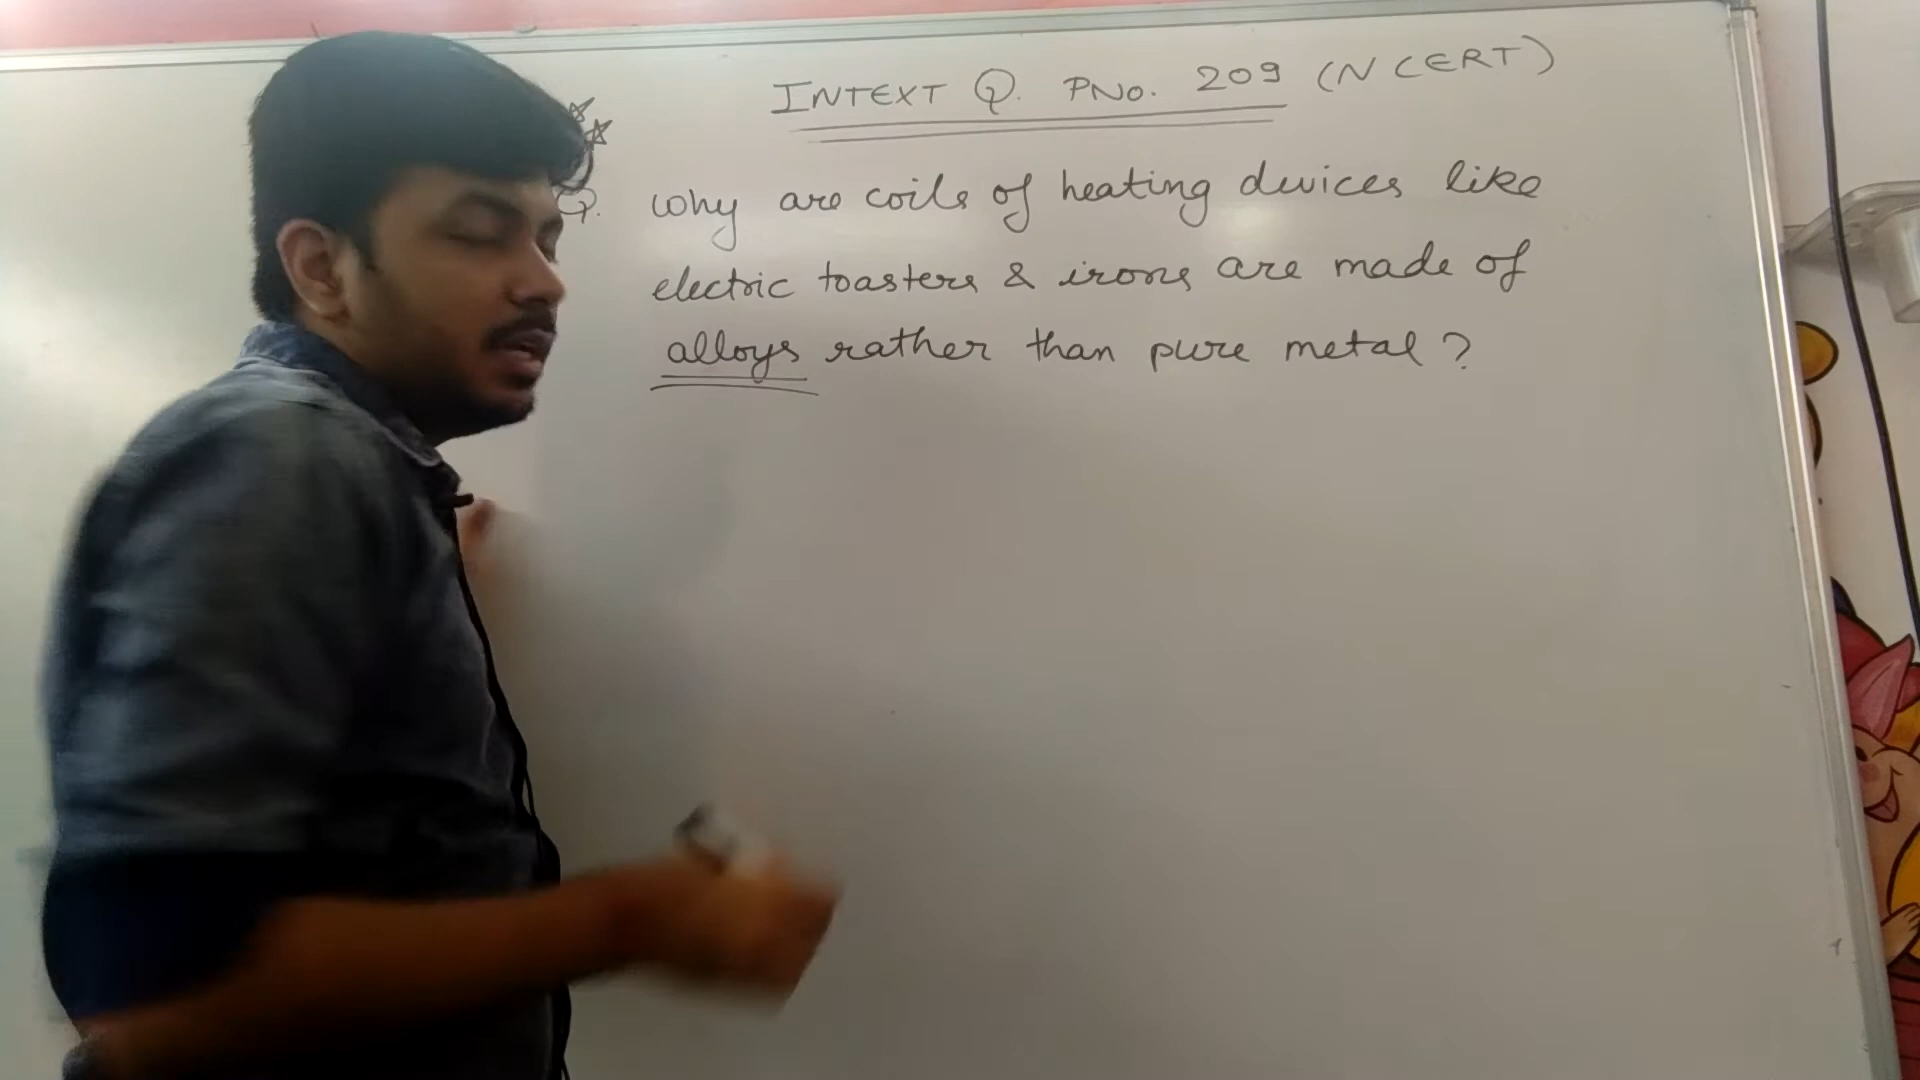 INTEXT Q. PNo. 209 (NCERT)
Q. why are coils of heating devices like
electric toasters & irons are made of
alloys rather than pure metal?